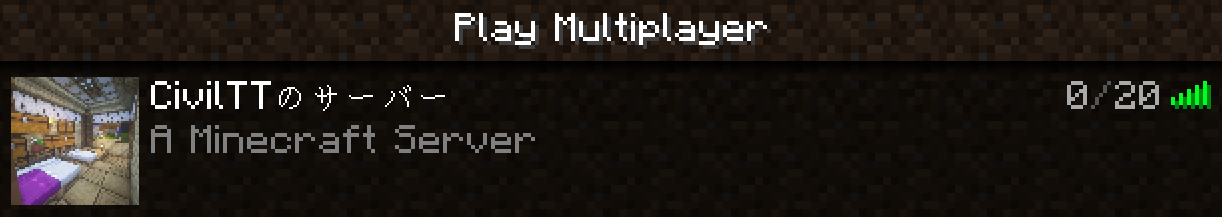 Play Multiplayer
CivilTTのサーバー 0/20
A Minecraft Server